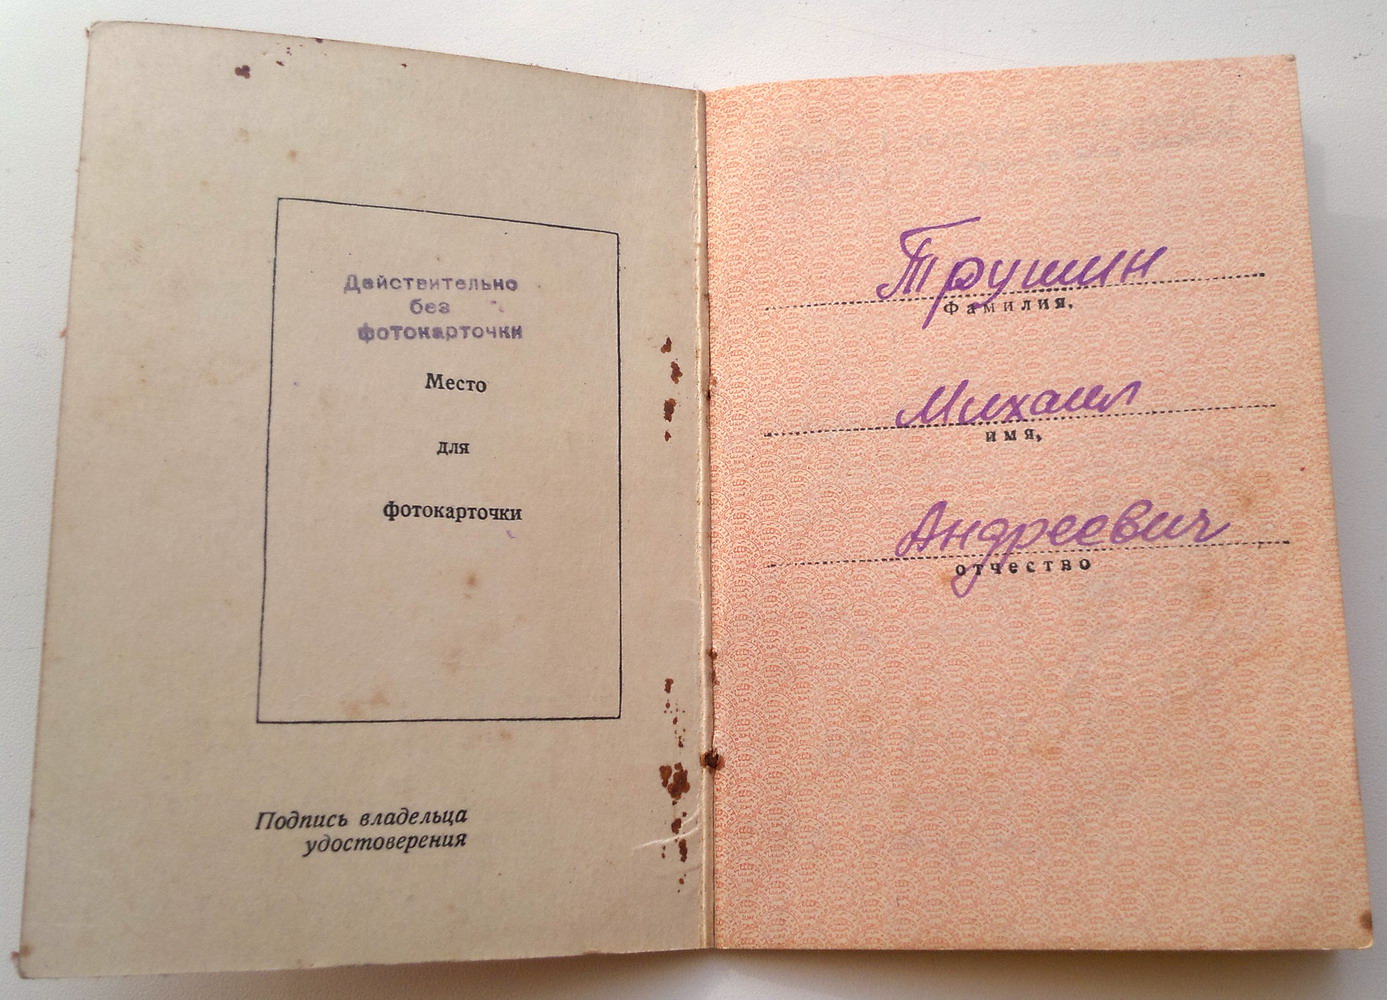 Действительно
без
фотокарточки
Место
для
фотокарточки
Подпись владельца
удостоверения
Трушин
Фамилия,
Михаил
имя,
Андреевич
отчество